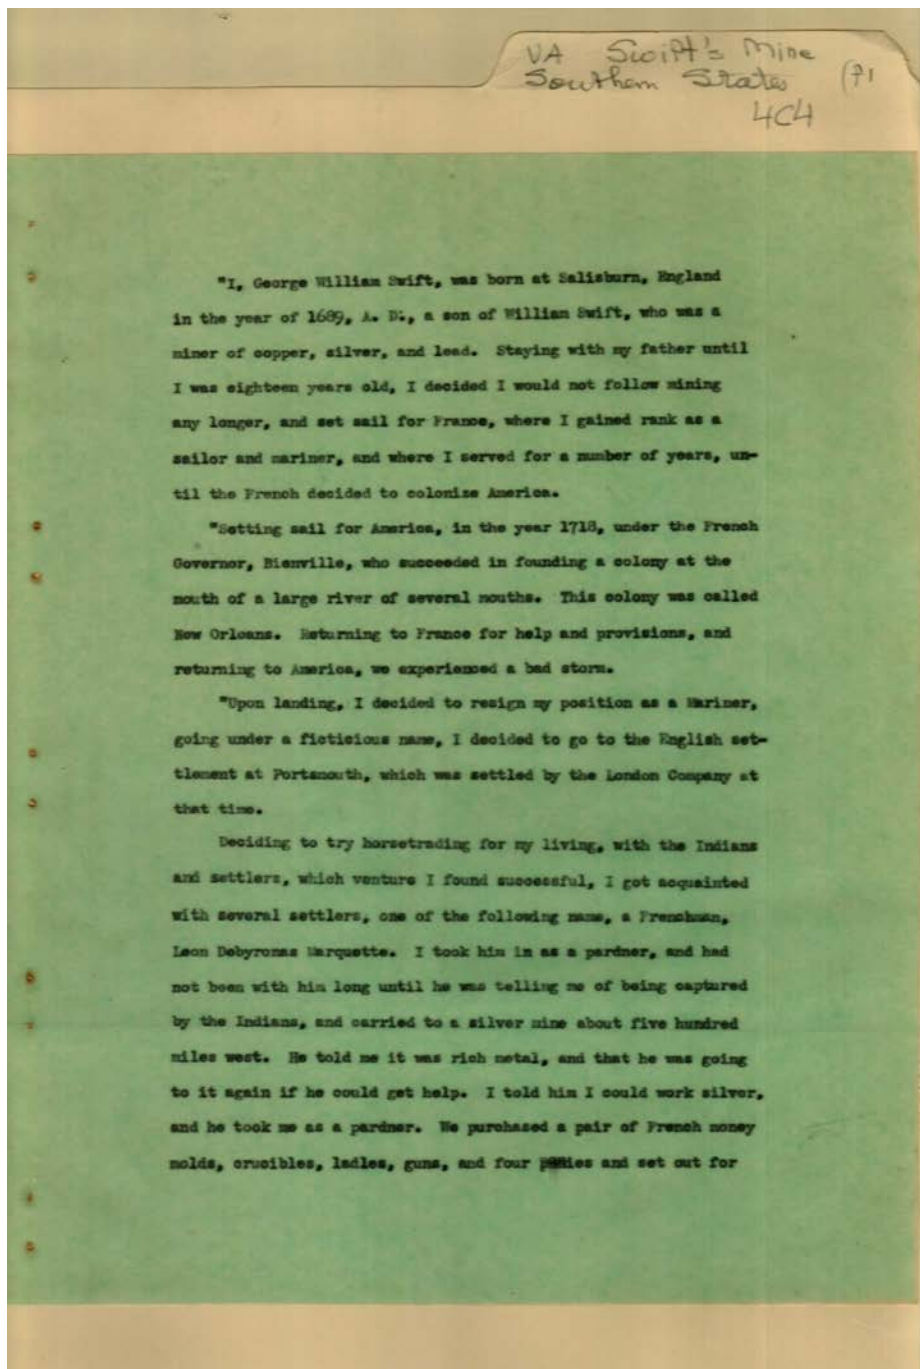 VA Swift's Mine
Southern States (71
4C4
"I, George William Swift, was born at Salisburn, England
in the year of 1689, A. D., a son of William Swift, who was a
miner of copper, silver, and lead. Staying with my father until
I was eighteen years old, I decided I would not follow mining
any longer, and set sail for France, where I gained rank as a
sailor and mariner, and where I served for a number of years, un-
til the French decided to colonize America.
"Setting sail for America, in the year 1718, under the French
Governor, Bienville, who succeeded in founding a colony at the
mouth of a large river of several mouths. This colony was called
New Orleans. Returning to France for help and provisions, and
returning to America, we experienced a bad storm.
"Upon landing, I decided to resign my position as a Mariner,
going under a ficticious name, I decided to go to the English set-
tlement at Portsmouth, which was settled by the London Company at
that time.
Deciding to try horsetrading for my living, with the Indians
and settlers, which venture I found successful, I got acquainted
with several settlers, one of the following name, a Frenchman,
Leon Debyronas Marquette. I took him in as a pardner, and had
not been with him long until he was telling me of being captured
by the Indians, and carried to a silver mine about five hundred
miles west. He told me it was rich metal, and that he was going
to it again if he could get help. I told him I could work silver,
and he took me as a pardner. We purchased a pair of French money
molds, crucibles, ladles, guns, and four ponies and set out for